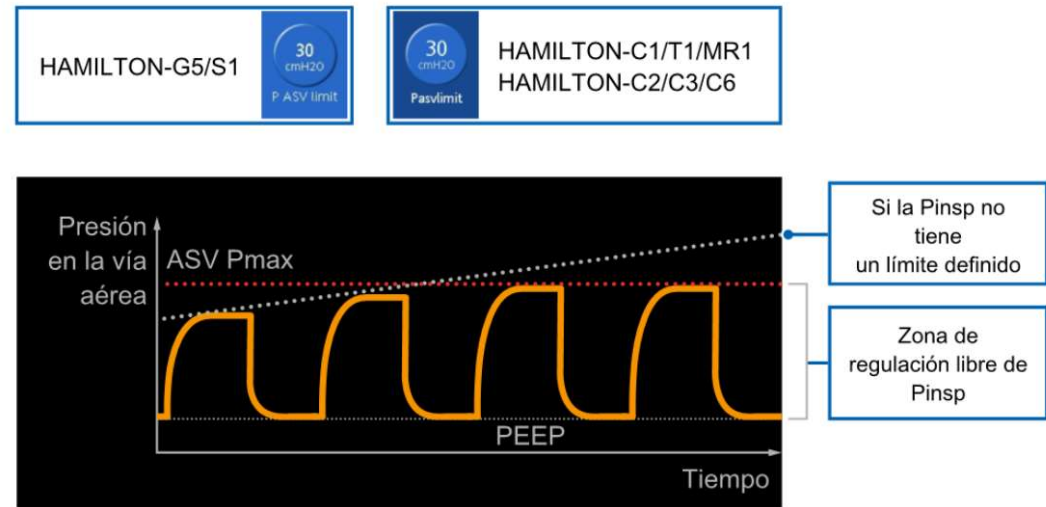 HAMILTON-G5/S1
30
cmH2O
P ASV limit
30
cmH2O
Pasvlimit
HAMILTON-C1/T1/MR1
HAMILTON-C2/C3/C6
Presión
en la vía
aérea
ASV Pmax
PEEP
Tiempo
Si la Pinsp no
tiene
un límite definido
Zona de
regulación libre de
Pinsp